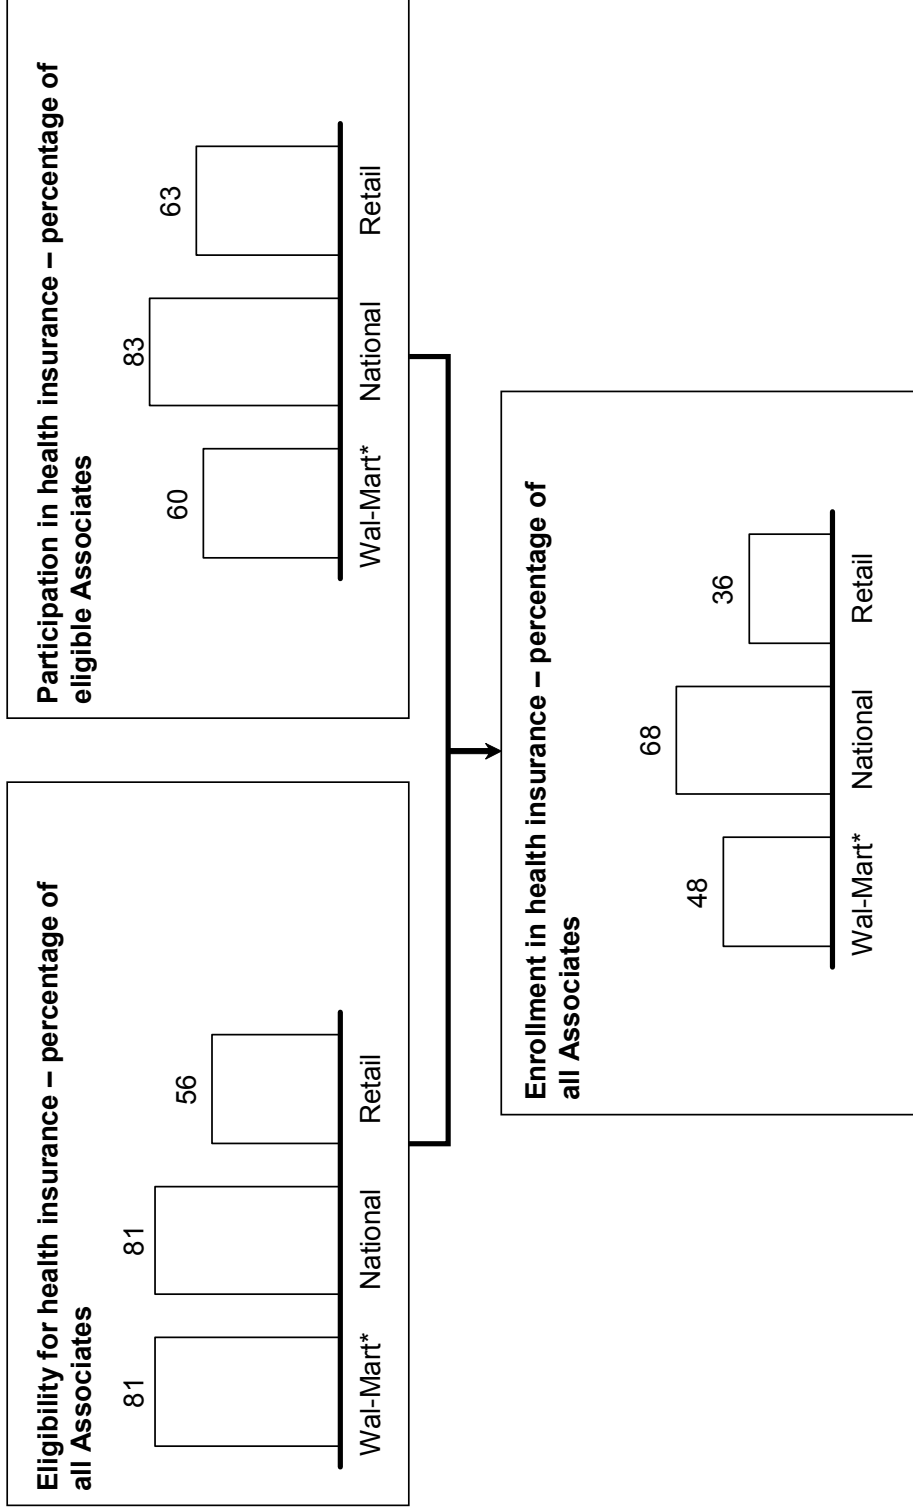 Eligibility for health insurance – percentage of
all Associates
81
81
56
Wal-Mart*
National
Retail
Participation in health insurance – percentage of
eligible Associates
60
83
63
Wal-Mart*
National
Retail
Enrollment in health insurance – percentage of
all Associates
48
68
36
Wal-Mart*
National
Retail